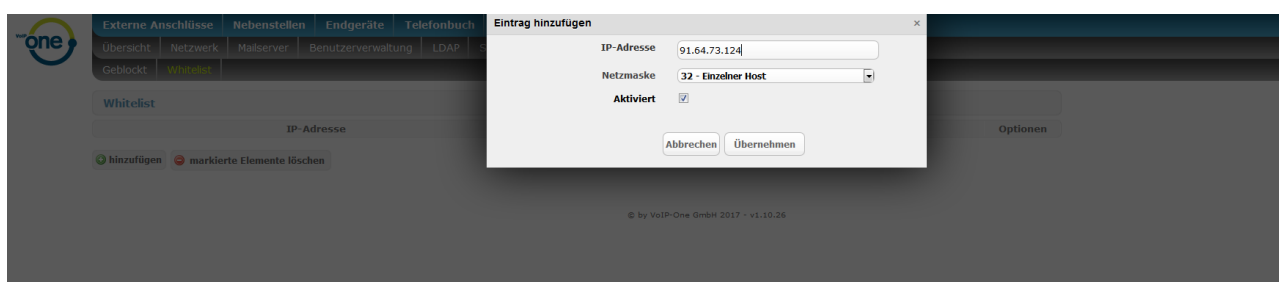 VoIP one
Externe Anschlüsse Nebenstellen Endgeräte Telefonbuch
Übersicht Netzwerk Mailserver Benutzerverwaltung LDAP S
Geblockt Whitelist
Eintrag hinzufügen ×
IP-Adresse 91.64.73.124
Netzmaske 32 - Einzelner Host
Aktiviert
Abbrechen Übernehmen
Whitelist
IP-Adresse Optionen
hinzufügen markierte Elemente löschen
© by VoIP-One GmbH 2017 - v1.10.26